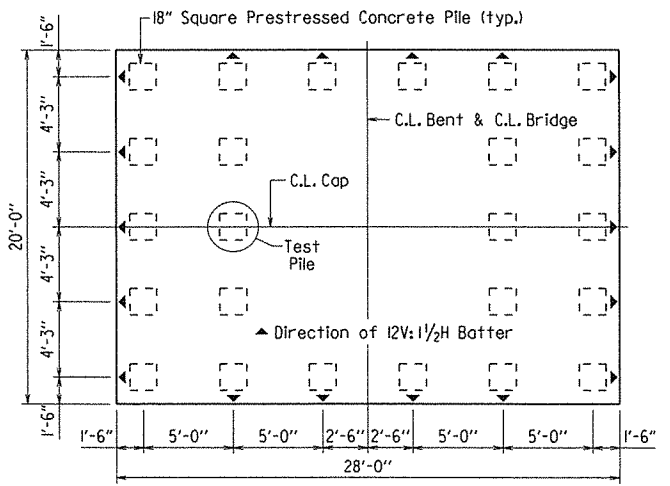 18" Square Prestressed Concrete Pile (typ.)
1'-6"
4'-3"
4'-3"
4'-3"
4'-3"
1'-6"
20'-0"
C.L. Bent & C.L. Bridge
C.L. Cap
Test
Pile
Direction of 12V:1½H Batter
1'-6" 5'-0" 5'-0" 2'-6" 2'-6" 5'-0" 5'-0" 1'-6"
28'-0"